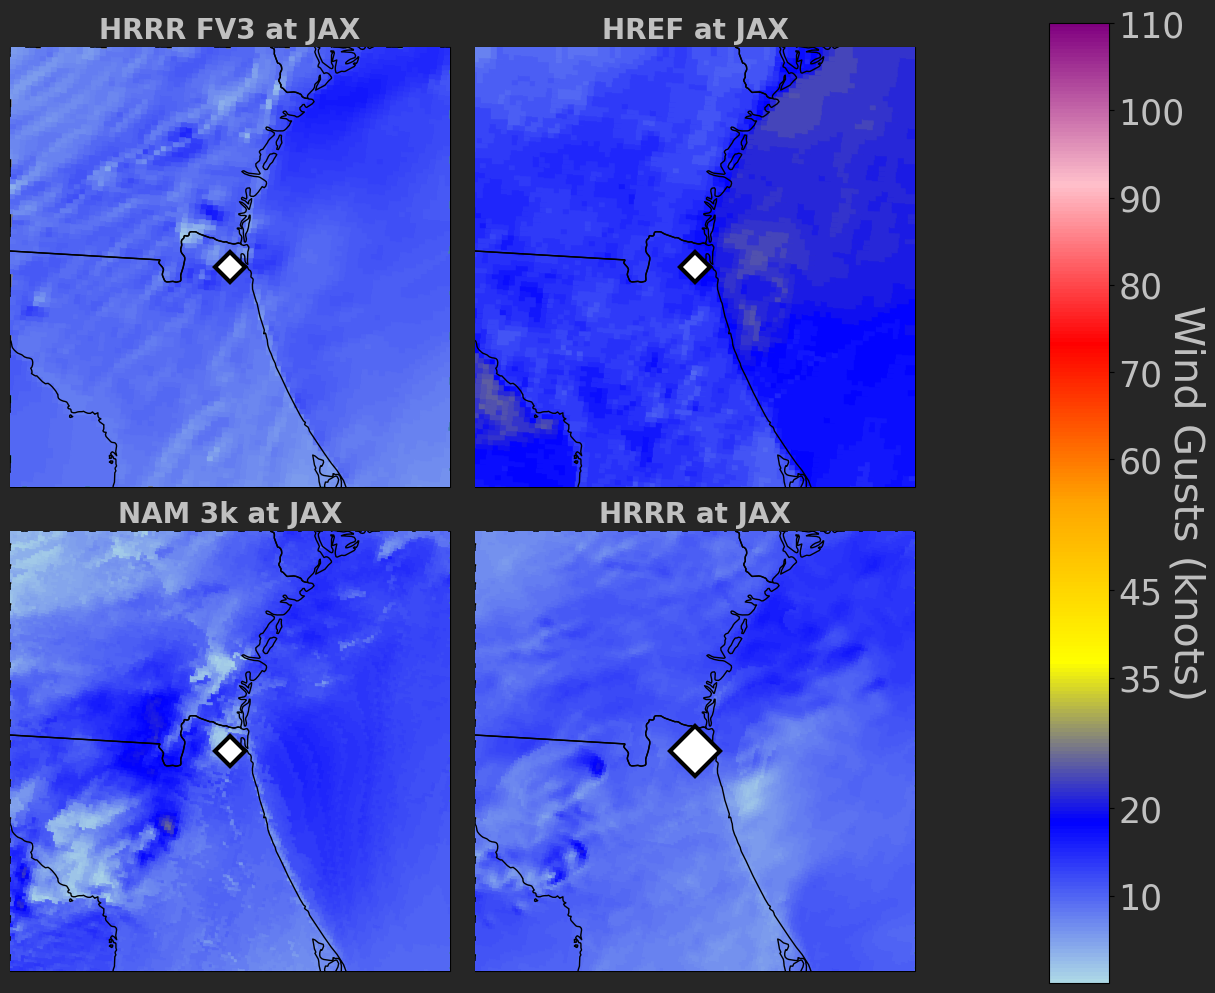 HRRR FV3 at JAX
HREF at JAX
NAM 3k at JAX
HRRR at JAX
110
100
90
80
70
60
45
35
20
10
Wind Gusts (knots)